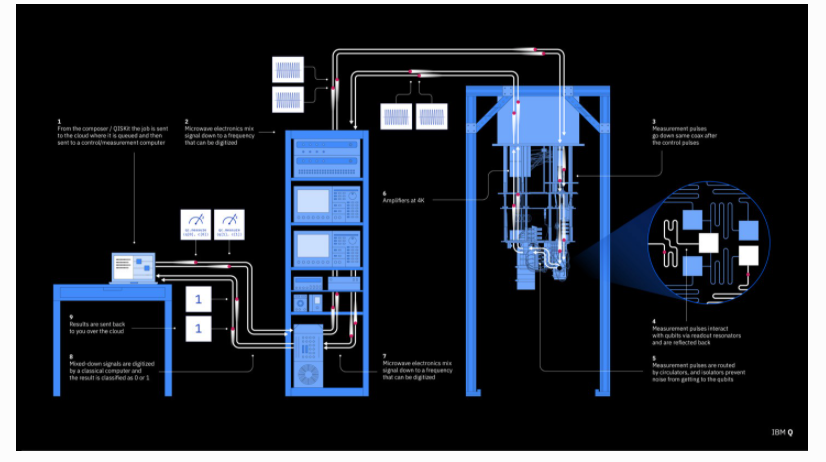 1
From the composer / QISKit the job is sent
to the cloud where it is queued and then
sent to a control/measurement computer
2
Microwave electronics mix
signal down to a frequency
that can be digitized
3
Measurement pulses
go down same coax after
the control pulses
6
Amplifiers at 4K
1
1
9
Results are sent back
to you over the cloud
4
Measurement pulses interact
with qubits via readout resonators
and are reflected back
8
Mixed-down signals are digitized
by a classical computer and
the result is classified as 0 or 1
7
Microwave electronics mix
signal down to a frequency
that can be digitized
5
Measurement pulses are routed
by circulators, and isolators prevent
noise from getting to the qubits
IBM Q